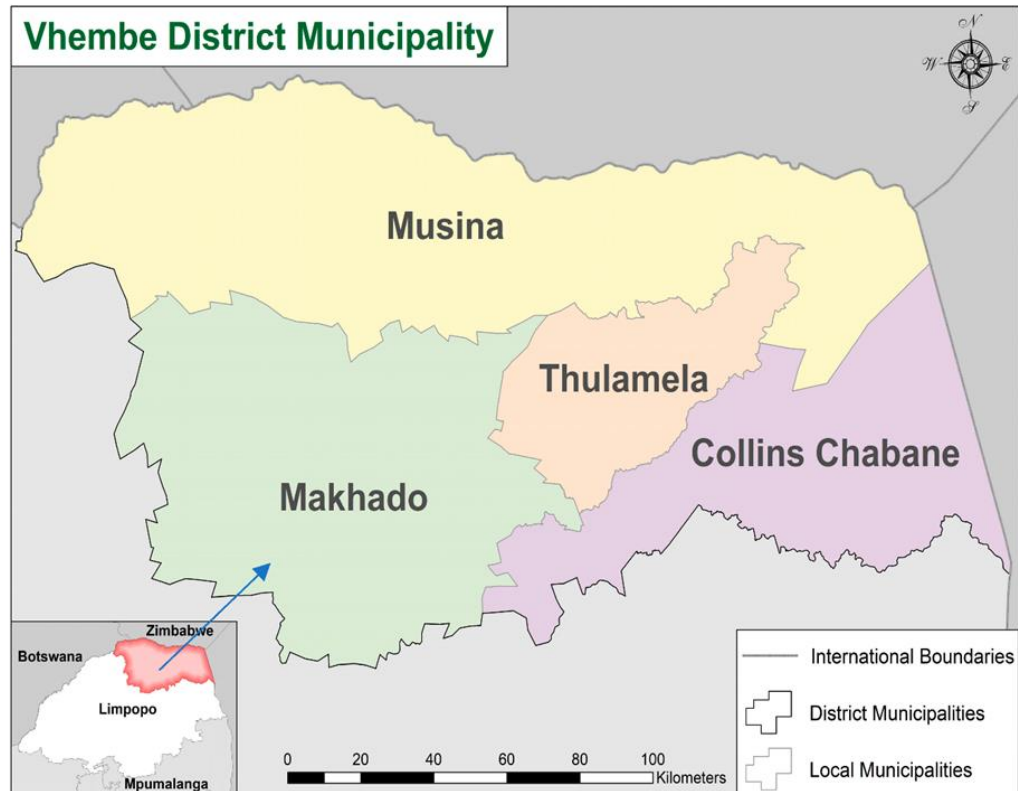 Vhembe District Municipality
N
W E
S
Musina
Thulamela
Collins Chabane
Makhado
Zimbabwe
Botswana
Limpopo
Mpumalanga
0 20 40 60 80 100
Kilometers
International Boundaries
District Municipalities
Local Municipalities